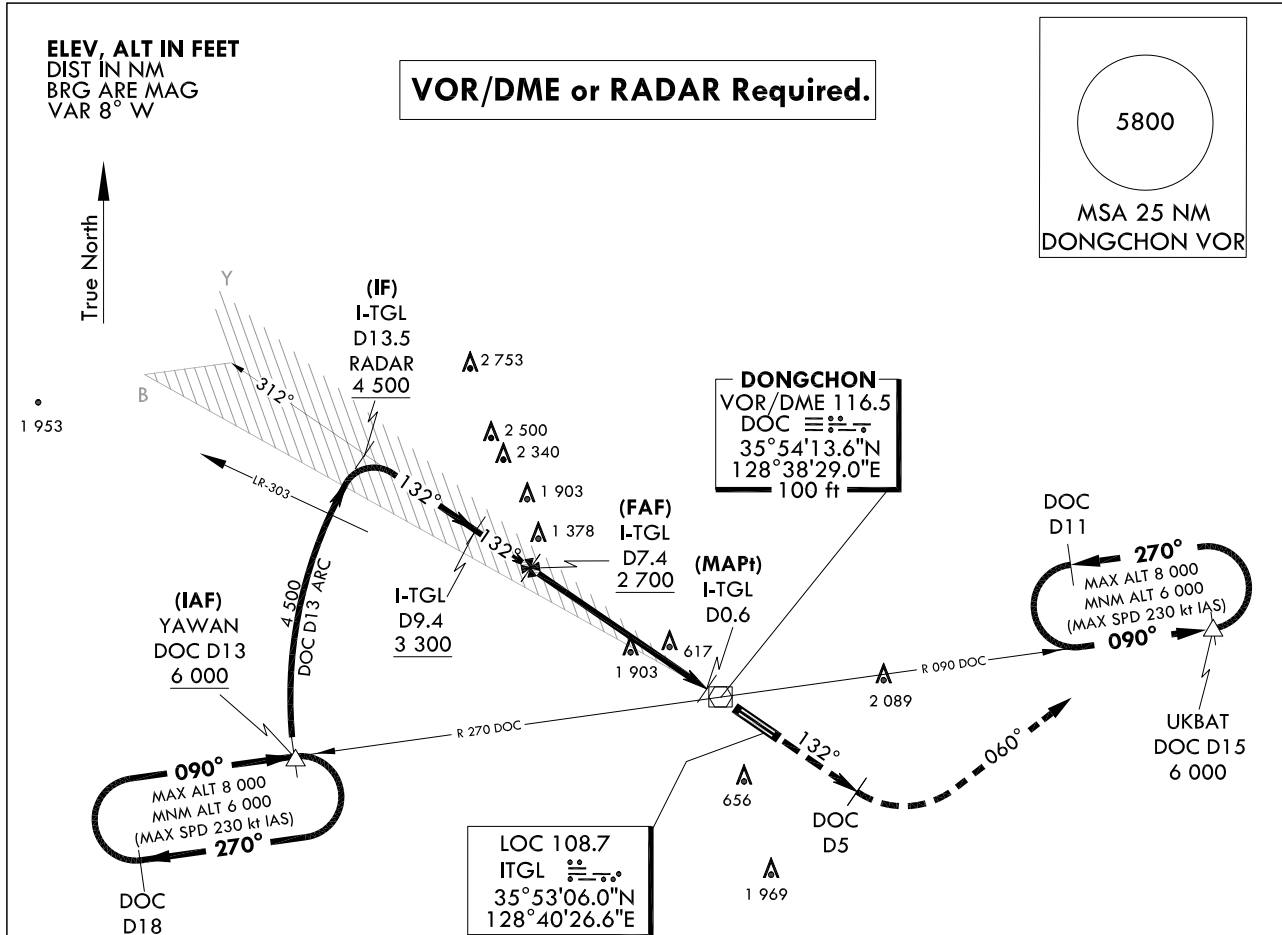 ELEV, ALT IN FEET
DIST IN NM
BRG ARE MAG
VAR 8° W
VOR/DME or RADAR Required.
5800
MSA 25 NM
DONGCHON VOR
True North
Y
B
312°
(IF)
I-TGL
D13.5
RADAR
4 500
2 753
2 500
2 340
1 903
1 378
1 953
LR-303
132°
132°
(FAF)
I-TGL
D7.4
2 700
I-TGL
D9.4
3 300
DONGCHON
VOR/DME 116.5
DOC
35°54'13.6"N
128°38'29.0"E
100 ft
(MAPt)
I-TGL
D0.6
617
1 903
(IAF)
YAWAN
DOC D13
6 000
4 500
DOC D13 ARC
R 270 DOC
R 090 DOC
2 089
DOC
D11
270°
MAX ALT 8 000
MNM ALT 6 000
(MAX SPD 230 kt IAS)
090°
UKBAT
DOC D15
6 000
090°
MAX ALT 8 000
MNM ALT 6 000
(MAX SPD 230 kt IAS)
270°
DOC
D18
132°
060°
DOC
D5
656
1 969
LOC 108.7
ITGL
35°53'06.0"N
128°40'26.6"E